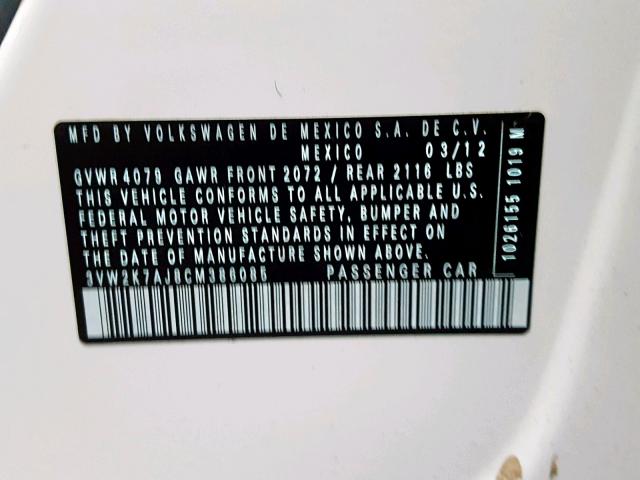 MFD BY VOLKSWAGEN DE MEXICO S.A. DE C.V.
MEXICO 03/12
GVWR 4079 GAWR FRONT 2072 / REAR 2116 LBS
THIS VEHICLE CONFORMS TO ALL APPLICABLE U.S.
FEDERAL MOTOR VEHICLE SAFETY, BUMPER AND
THEFT PREVENTION STANDARDS IN EFFECT ON
THE DATE OF MANUFACTURE SHOWN ABOVE.
3VW2K7AJ8CM386085 PASSENGER CAR
1026155 1019 M